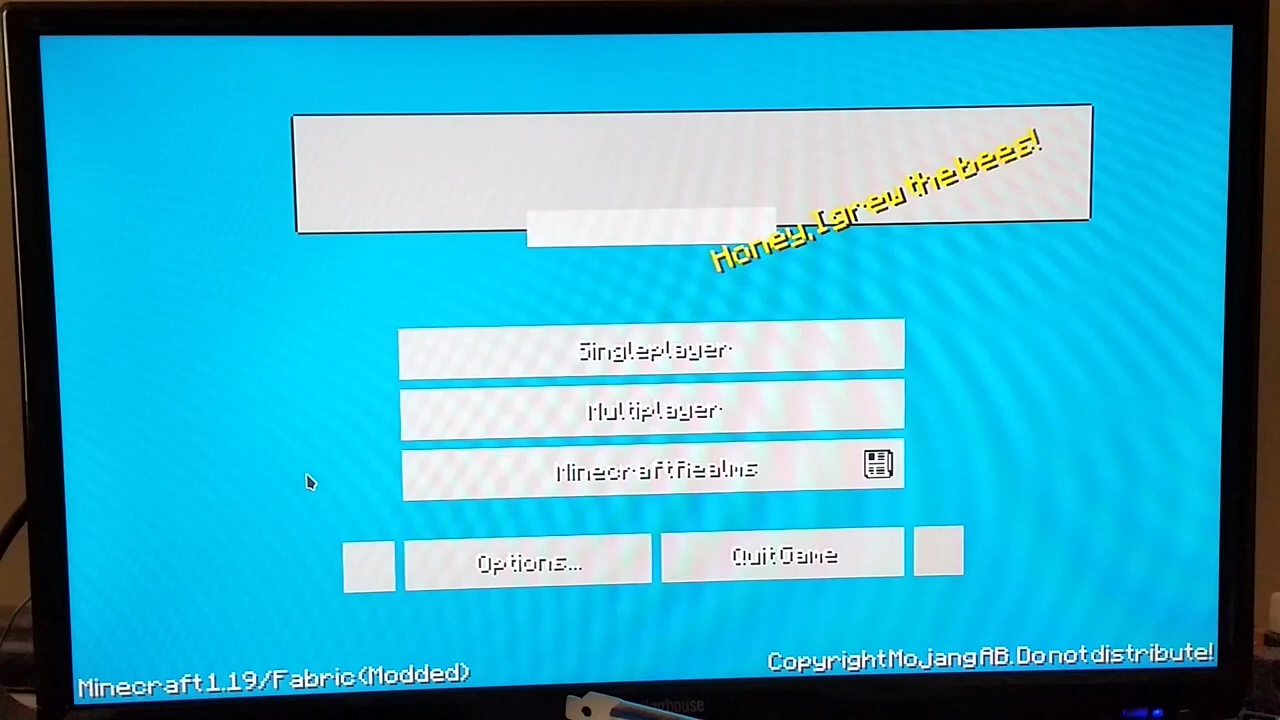 Honey, I grew the bees!
Singleplayer
Multiplayer
Minecraft Realms
Options...
Quit Game
Minecraft 1.19/Fabric (Modded)
Copyright Mojang AB. Do not distribute!